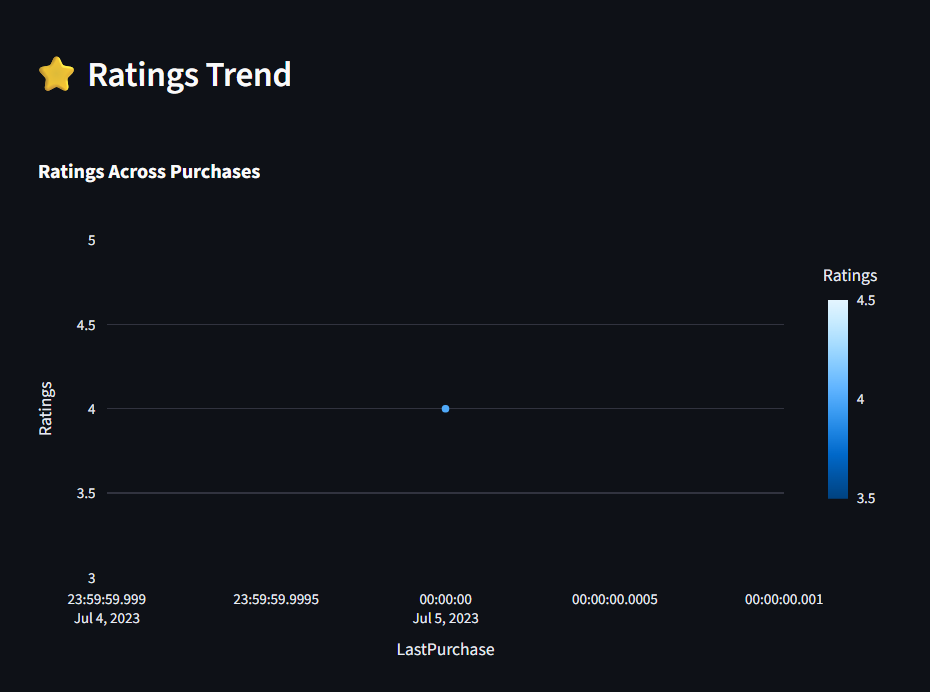 ⭐ Ratings Trend
Ratings Across Purchases
5
4.5
4
3.5
3
Ratings
23:59:59.999 23:59:59.9995 00:00:00 00:00:00.0005 00:00:00.001
Jul 4, 2023 Jul 5, 2023
LastPurchase
Ratings
4.5
4
3.5